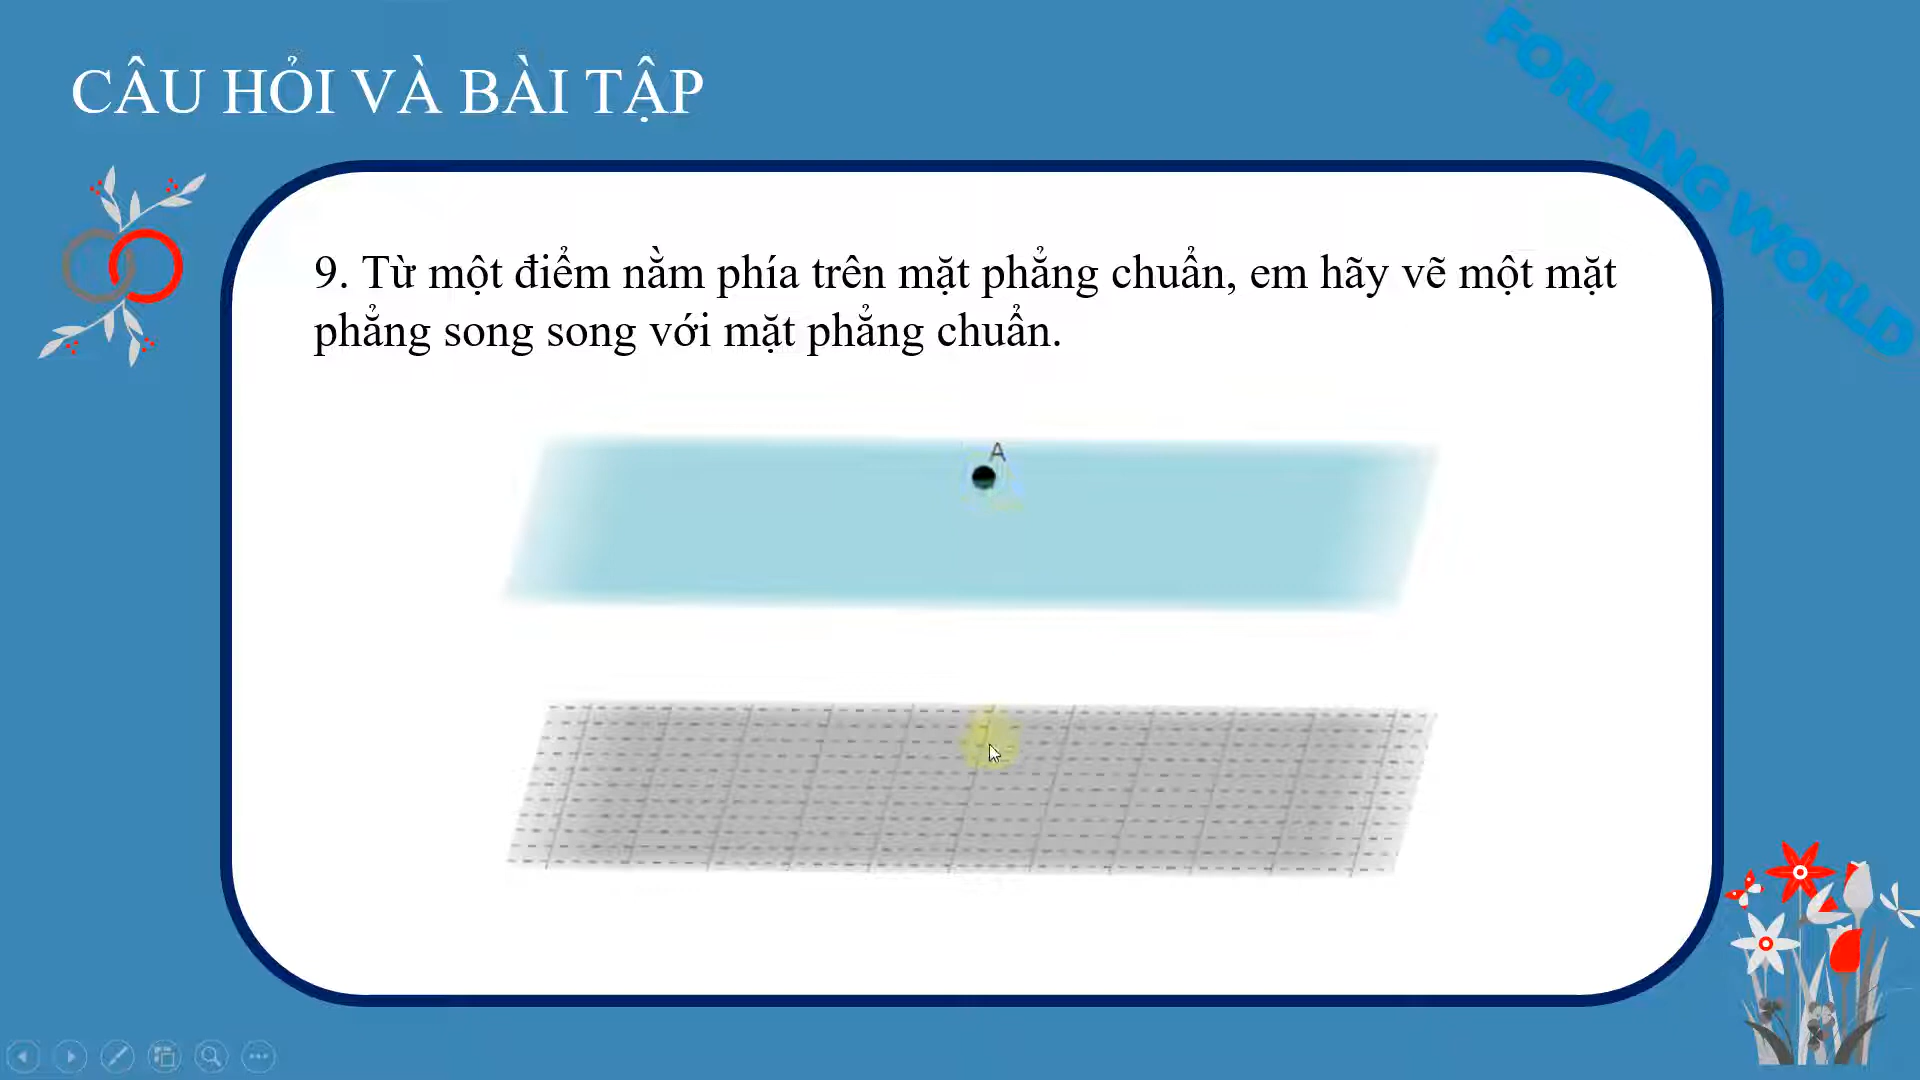 CÂU HỎI VÀ BÀI TẬP
FORLANG WORLD
9. Từ một điểm nằm phía trên mặt phẳng chuẩn, em hãy vẽ một mặt
phẳng song song với mặt phẳng chuẩn.
A